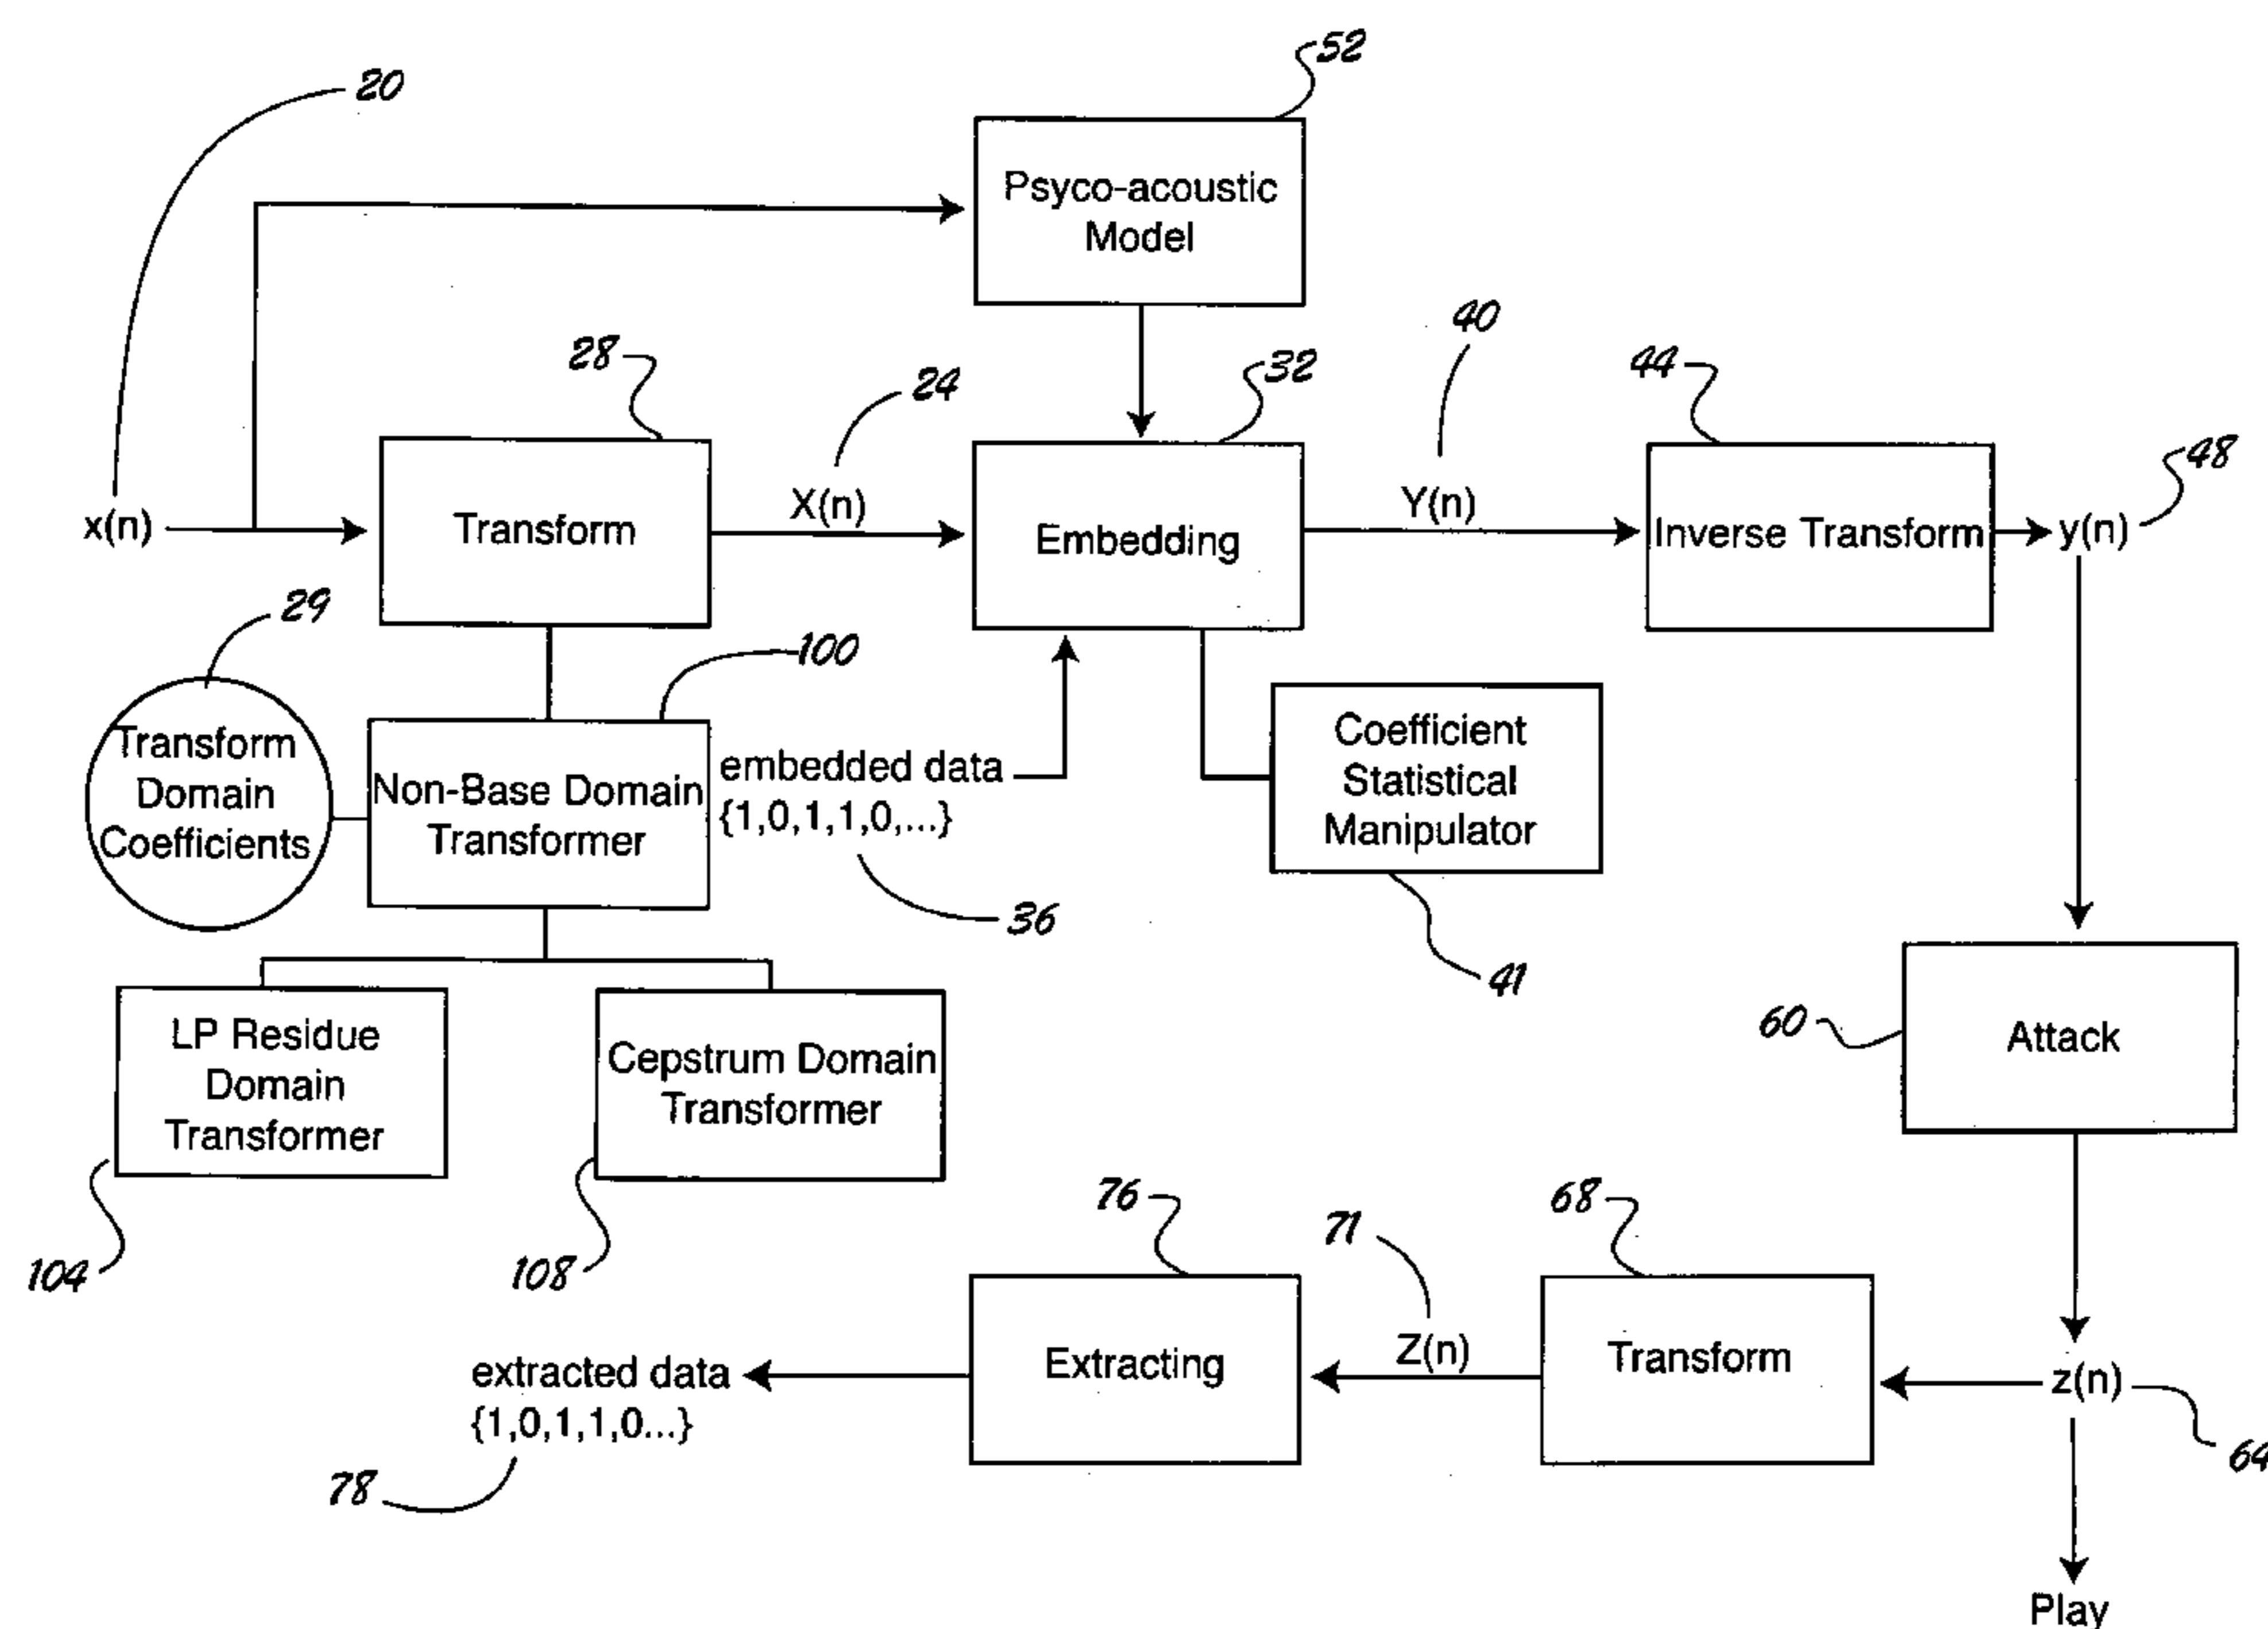 52
20
Psyco-acoustic
Model
40
28
24
32
44
48
x(n)
Transform
X(n)
Embedding
Y(n)
Inverse Transform
y(n)
29
100
Transform
Domain
Coefficients
Non-Base Domain
Transformer
embedded data
{1,0,1,1,0,...}
36
Coefficient
Statistical
Manipulator
41
LP Residue
Domain
Transformer
104
Cepstrum Domain
Transformer
108
60
Attack
76
71
68
extracted data
{1,0,1,1,0...}
78
Extracting
Z(n)
Transform
z(n)
64
Play